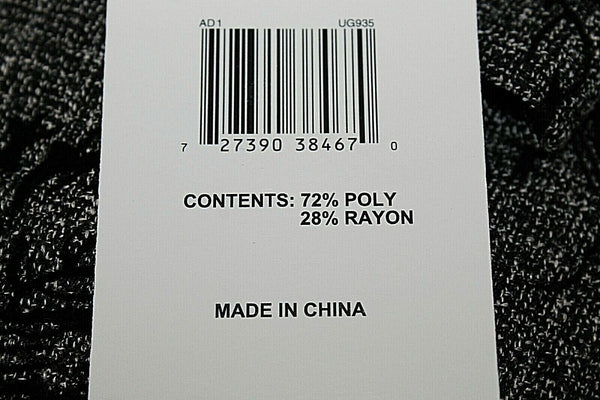 AD1 UG935
7 27390 38467 0
CONTENTS: 72% POLY
28% RAYON
MADE IN CHINA